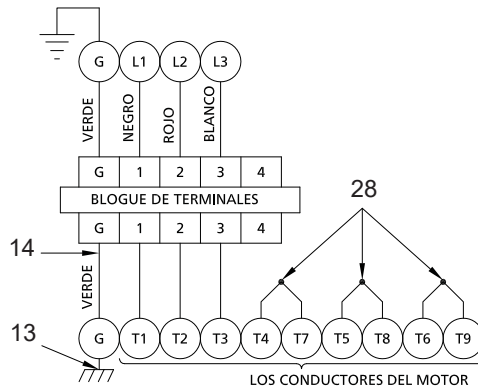 G L1 L2 L3
VERDE NEGRO ROJO BLANCO
G 1 2 3 4
BLOGUE DE TERMINALES
G 1 2 3 4
28
14
VERDE
13
G T1 T2 T3 T4 T7 T5 T8 T6 T9
LOS CONDUCTORES DEL MOTOR